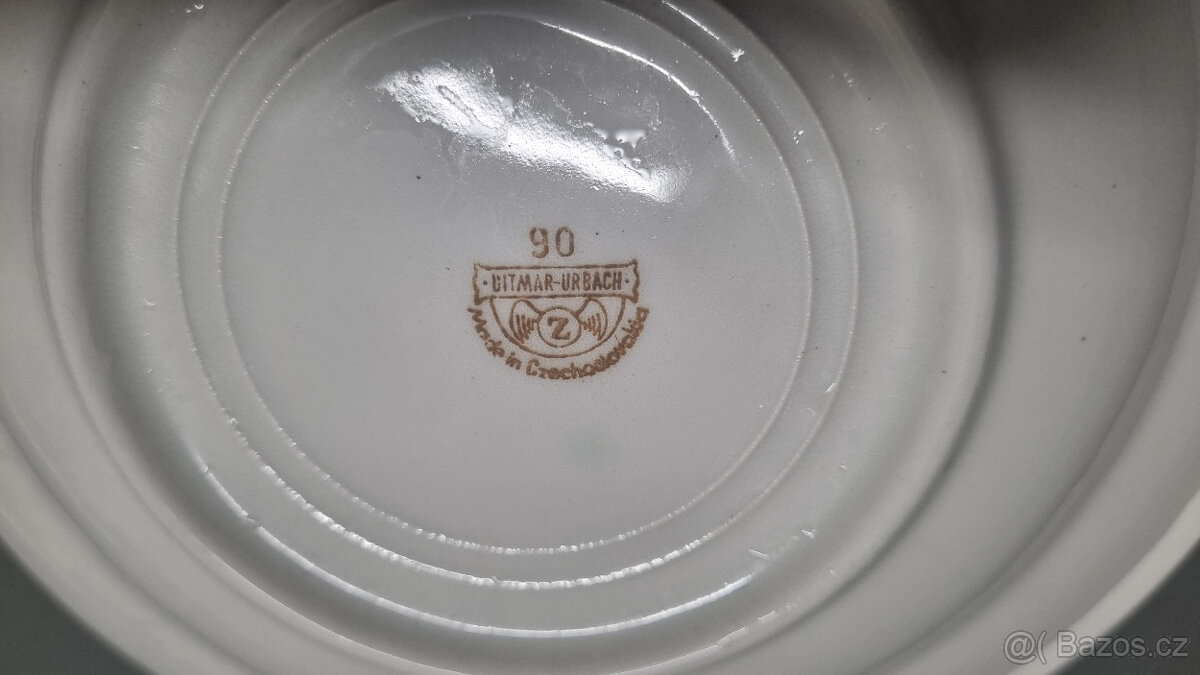 90
· DITMAR-URBACH ·
Z
Made in Czechoslovakia
@( Bazos.cz